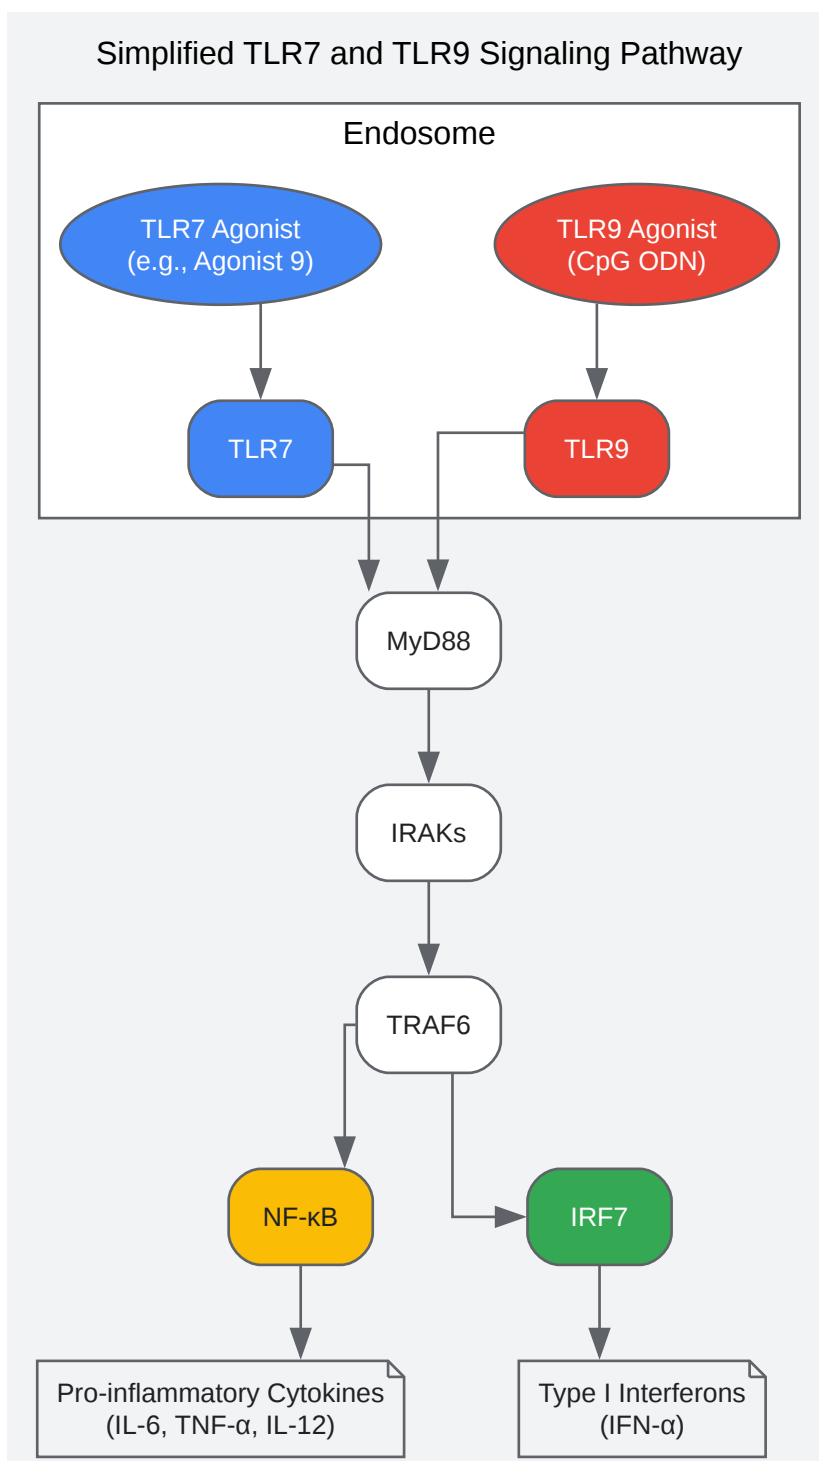 Simplified TLR7 and TLR9 Signaling Pathway
Endosome
TLR7 Agonist
(e.g., Agonist 9)
TLR9 Agonist
(CpG ODN)
TLR7
TLR9
MyD88
IRAKs
TRAF6
NF-κB
IRF7
Pro-inflammatory Cytokines
(IL-6, TNF-α, IL-12)
Type I Interferons
(IFN-α)